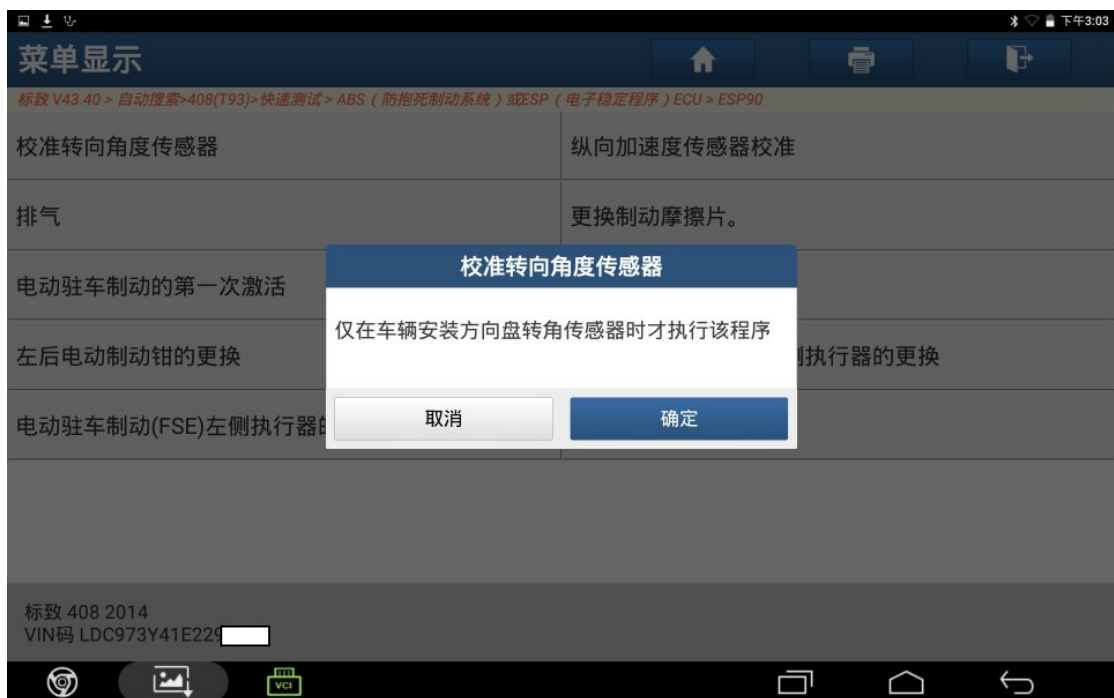 下午3:03
菜单显示
标致 V43.40 > 自动搜索>408(T93)>快速测试 > ABS（防抱死制动系统）或ESP（电子稳定程序）ECU > ESP90
校准转向角度传感器
纵向加速度传感器校准
排气
更换制动摩擦片。
电动驻车制动的第一次激活
左后电动制动钳的更换
执行器的更换
电动驻车制动(FSE)左侧执行器
校准转向角度传感器
仅在车辆安装方向盘转角传感器时才执行该程序
取消
确定
标致 408 2014
VIN码 LDC973Y41E229
VCI